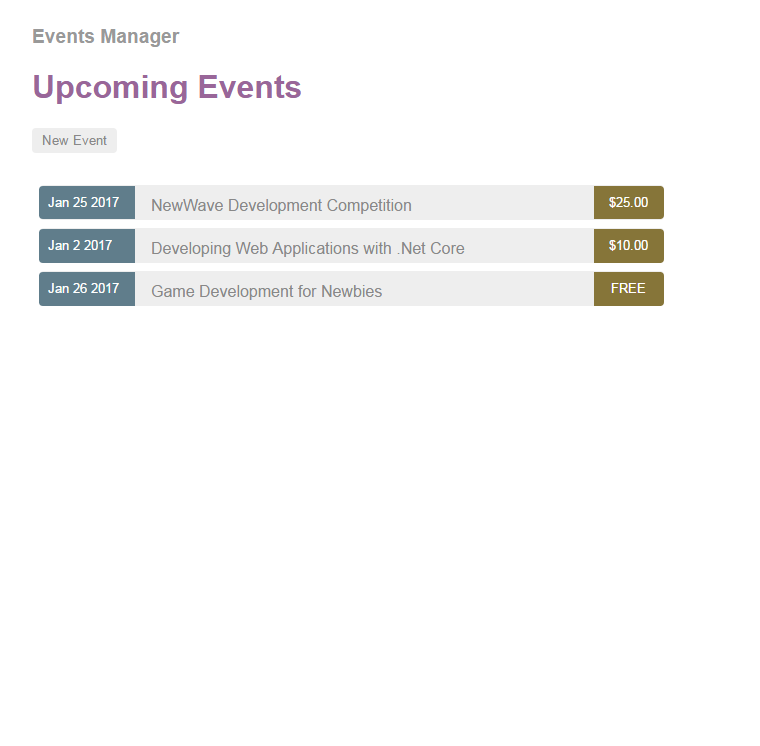 Events Manager
Upcoming Events
New Event
Jan 25 2017 NewWave Development Competition $25.00
Jan 2 2017 Developing Web Applications with .Net Core $10.00
Jan 26 2017 Game Development for Newbies FREE